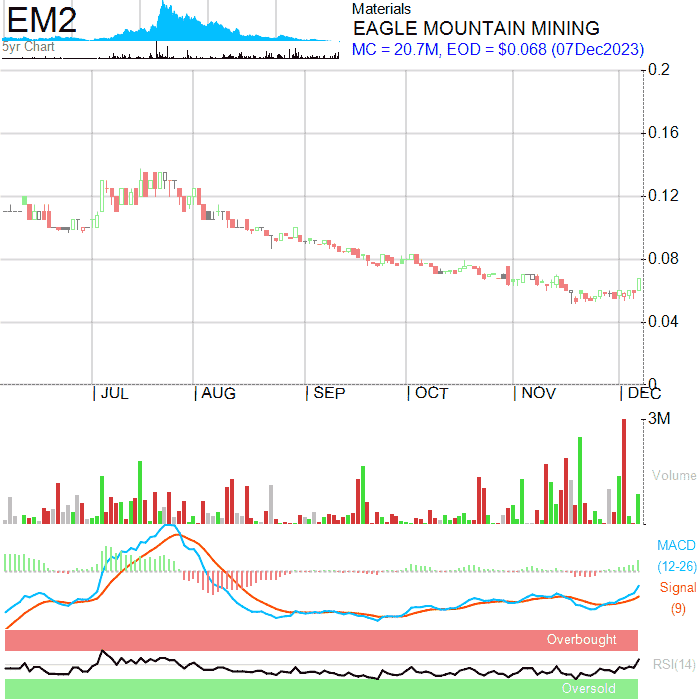 EM2
5yr Chart
Materials
EAGLE MOUNTAIN MINING
MC = 20.7M, EOD = $0.068 (07Dec2023)
0.2
0.16
0.12
0.08
0.04
0
JUL AUG SEP OCT NOV DEC
3M
Volume
MACD
(12-26)
Signal
(9)
Overbought
RSI(14)
Oversold